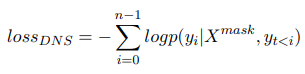 $loss_{DNS} = -\sum_{i=0}^{n-1} logp(y_i|X^{mask}, y_{t<i})$